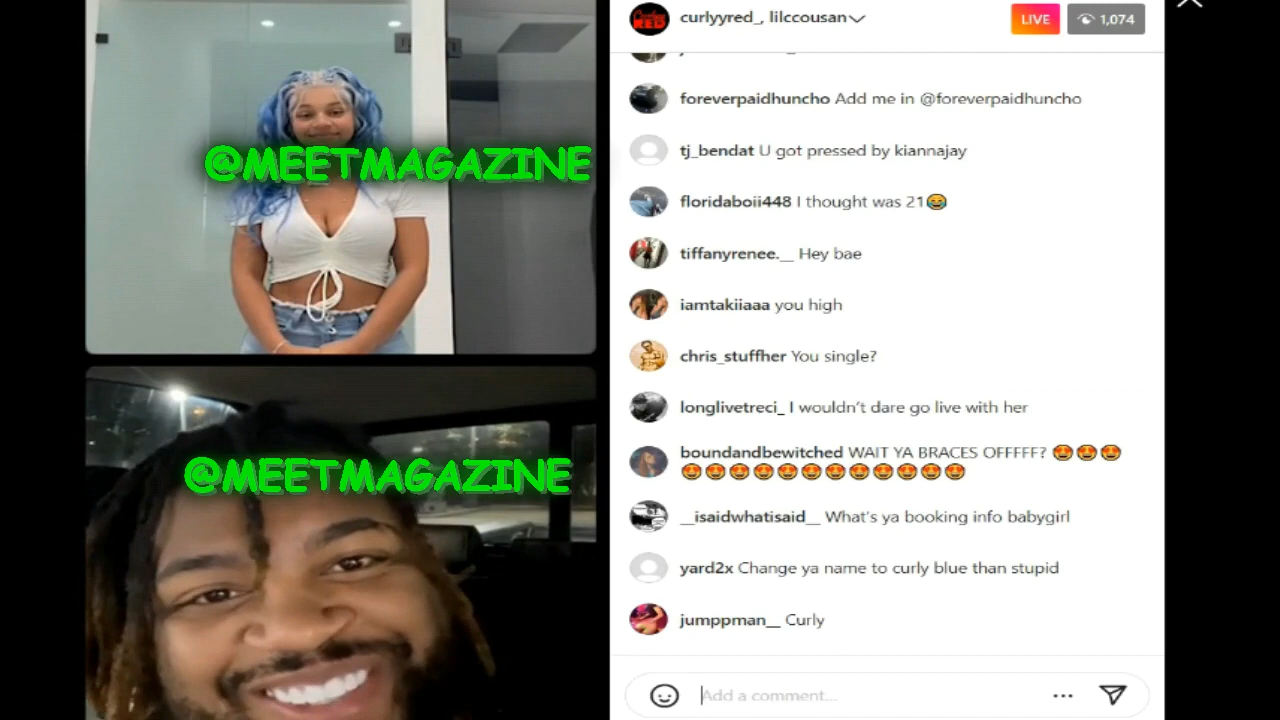 curlyyred_, lilccousan
LIVE
1,074
foreverpaidhuncho Add me in @foreverpaidhuncho
tj_bendat U got pressed by kiannajay
floridaboii448 I thought was 21😂
tiffanyrenee.__ Hey bae
iamtakiiaaa you high
chris_stuffher You single?
longlivetreci_ I wouldn't dare go live with her
boundandbewitched WAIT YA BRACES OFFFFF? 😍😍😍
😍😍😍😍😍😍😍😍😍😍😍😍
__isaidwhatisaid__ What's ya booking info babygirl
yard2x Change ya name to curly blue than stupid
jumppman__ Curly
Add a comment...
@MEETMAGAZINE
@MEETMAGAZINE